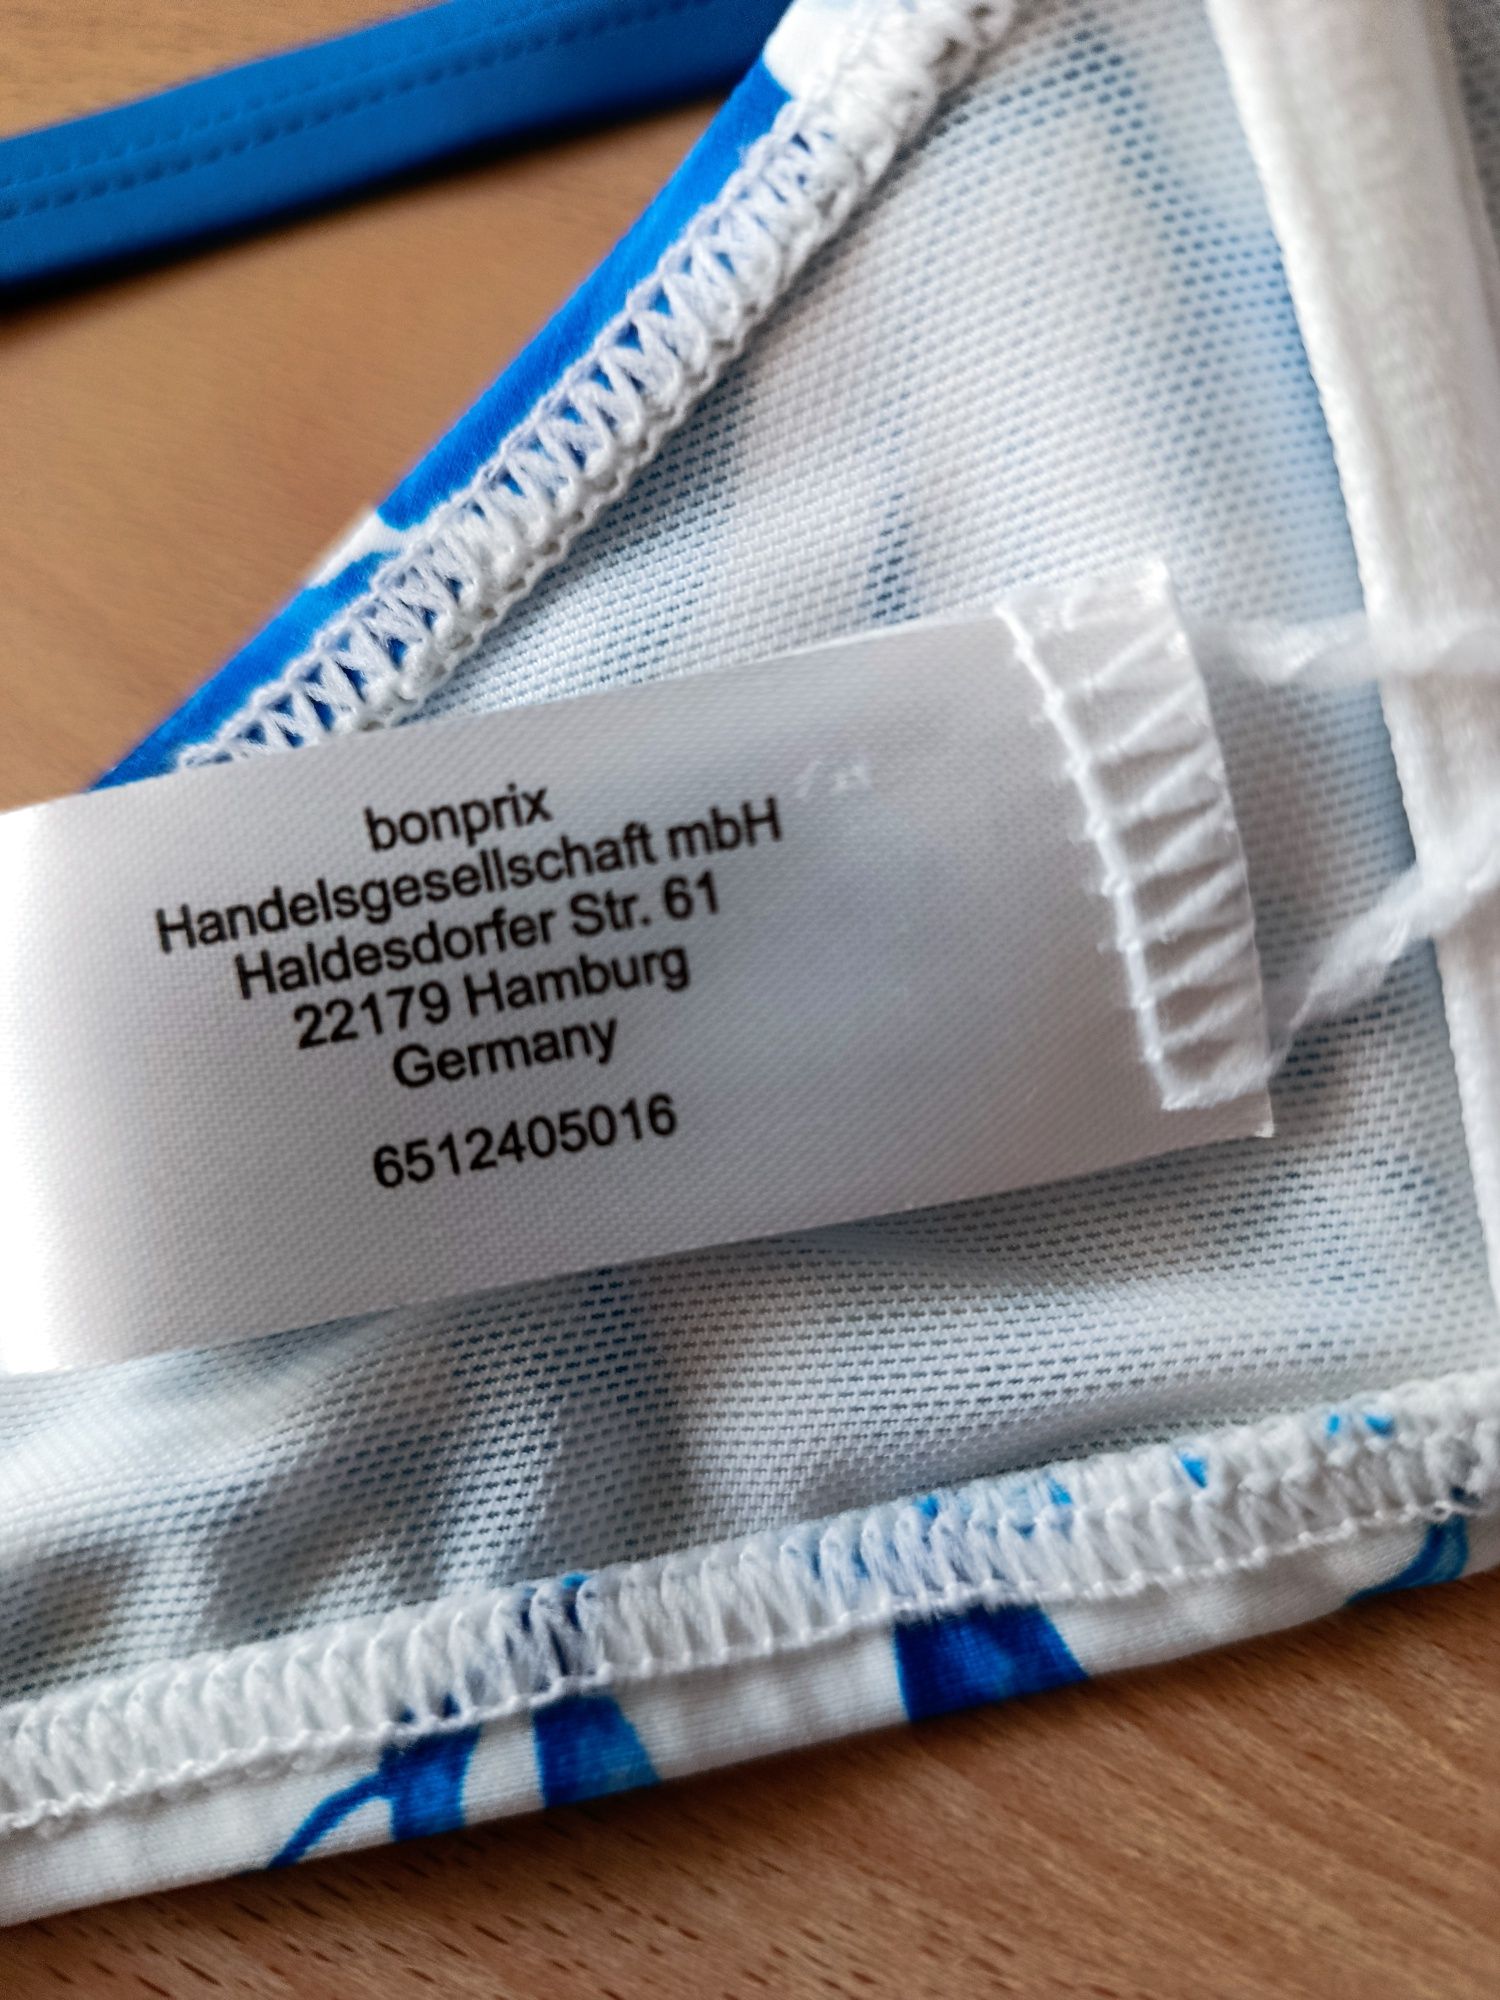 bonprix
Handelsgesellschaft mbH
Haldesdorfer Str. 61
22179 Hamburg
Germany
6512405016